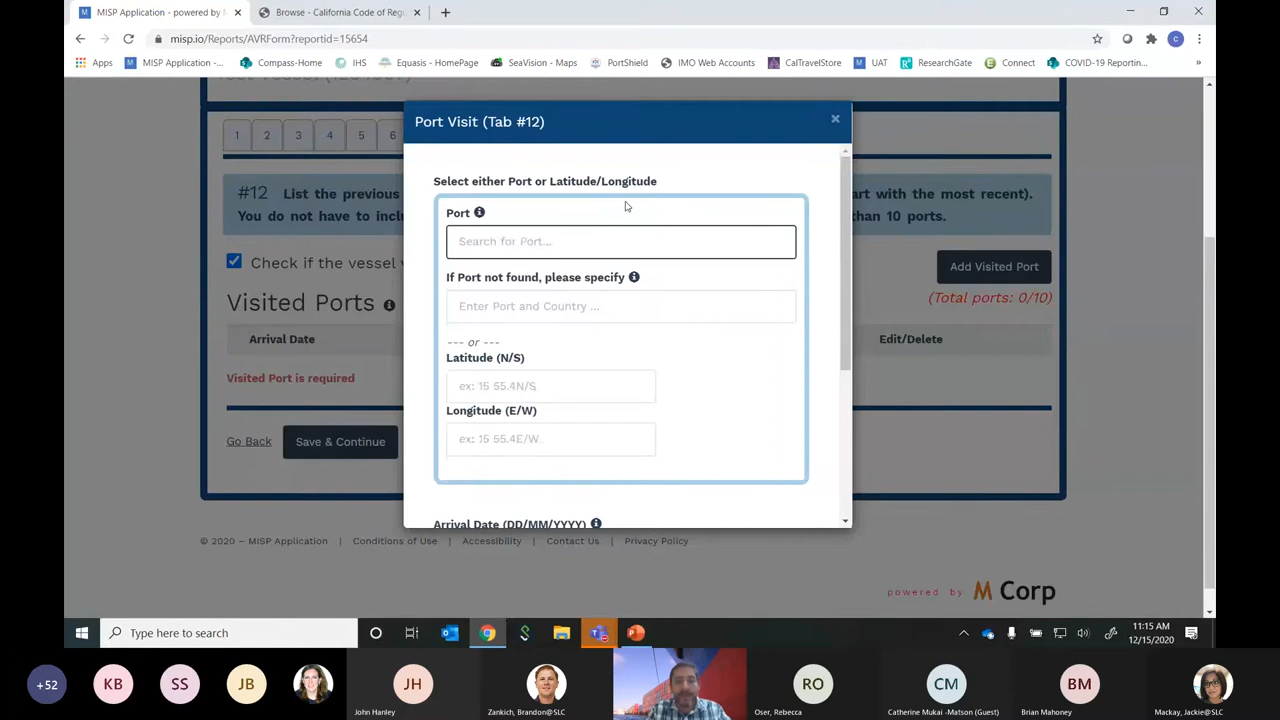 MISP Application - powered by M
Browse - California Code of Regu
misp.io/Reports/AVRForm?reportid=15654
C
Apps
MISP Application -...
Compass-Home
IHS
Equasis - HomePage
SeaVision - Maps
PortShield
IMO Web Accounts
CalTravelStore
UAT
ResearchGate
Connect
COVID-19 Reportin...
»
1 2 3 4 5 6
Port Visit (Tab #12)
×
Select either Port or Latitude/Longitude
Port
Search for Port...
If Port not found, please specify
Enter Port and Country ...
--- or ---
Latitude (N/S)
ex: 15 55.4N/S
Longitude (E/W)
ex: 15 55.4E/W
Arrival Date (DD/MM/YYYY)
#12 List the previous
art with the most recent).
You do not have to inclu
than 10 ports.
Check if the vessel
Add Visited Port
(Total ports: 0/10)
Visited Ports
Arrival Date
Edit/Delete
Visited Port is required
Go Back
Save & Continue
© 2020 – MISP Application | Conditions of Use | Accessibility | Contact Us | Privacy Policy
powered by M Corp
Type here to search
11:15 AM
12/15/2020
+52
KB
SS
JB
JH
John Hanley
Zankich, Brandon@SLC
RO
Oser, Rebecca
CM
Catherine Mukai -Matson (Guest)
BM
Brian Mahoney
Mackay, Jackie@SLC